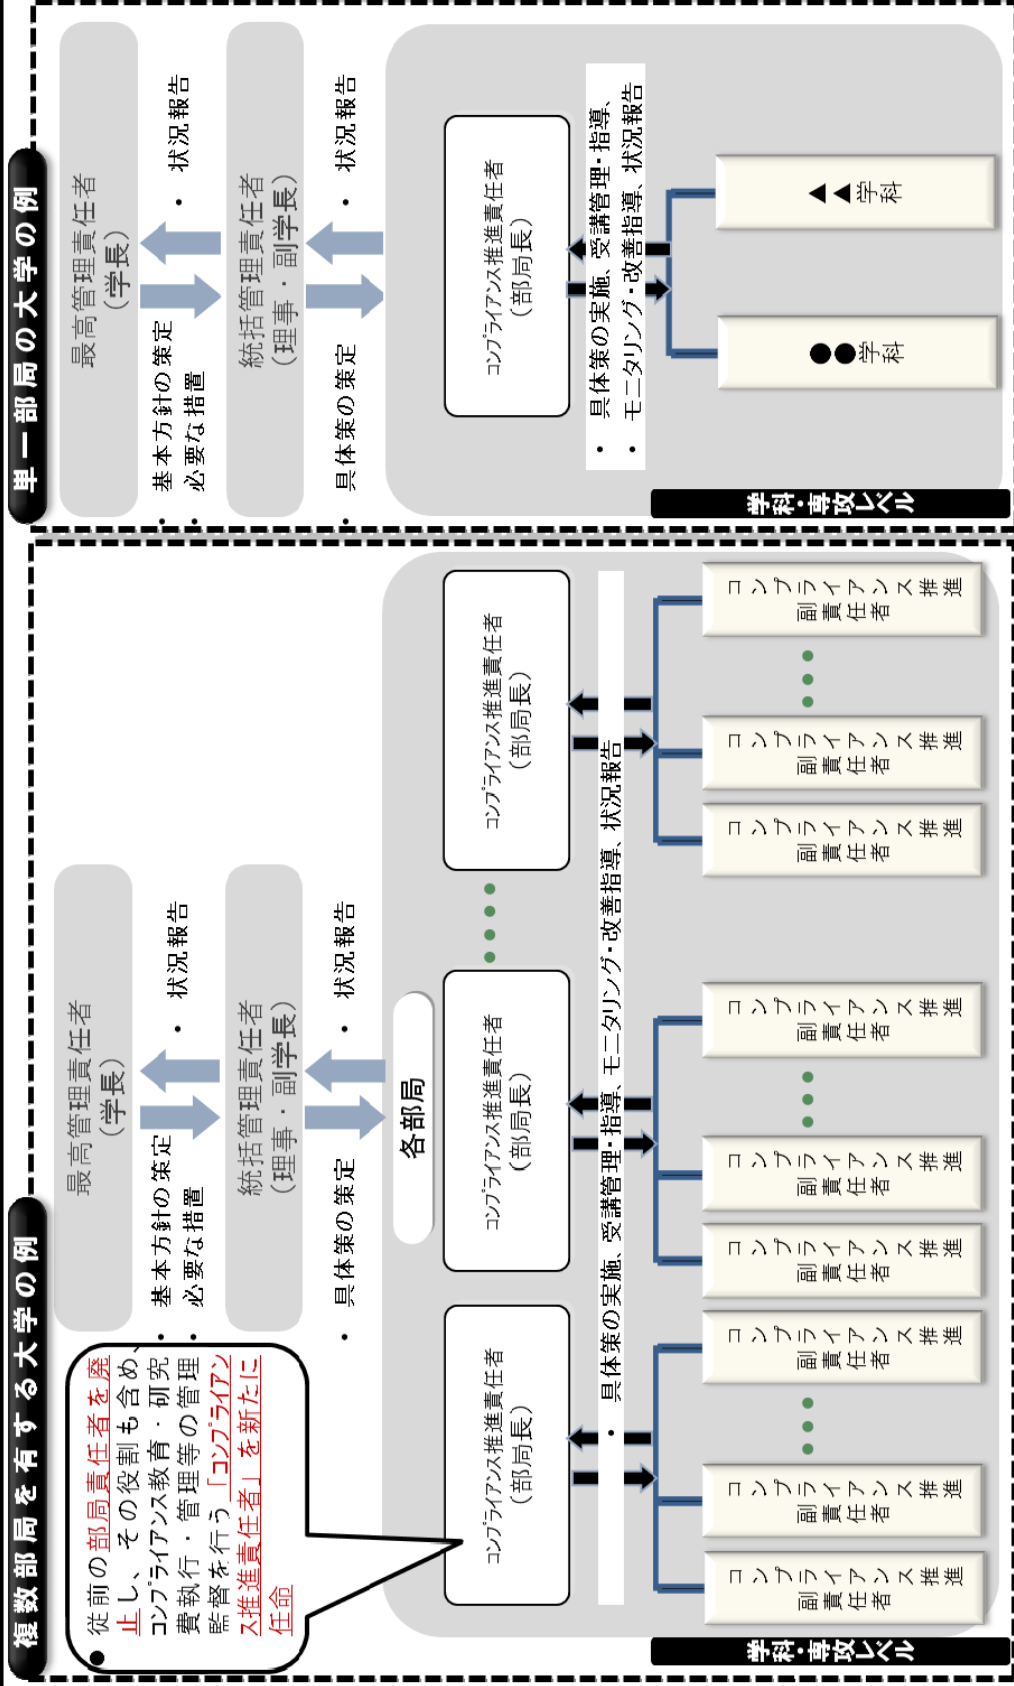 複数部局を有する大学の例
● 従前の部局責任者を廃
止し、その役割も含め、
コンプライアンス教育・研究
費執行・管理等の管理
監督を行う「コンプライアン
ス推進責任者」を新たに
任命
最高管理責任者
（学長）
・ 基本方針の策定
・ 必要な措置
・ 状況報告
統括管理責任者
（理事・副学長）
・ 具体策の策定
・ 状況報告
各部局
コンプライアンス推進責任者
（部局長）
コンプライアンス推進責任者
（部局長）
コンプライアンス推進責任者
（部局長）
・ 具体策の実施、受講管理・指導、モニタリング・改善指導、状況報告
コンプライアンス推進
副責任者
コンプライアンス推進
副責任者
コンプライアンス推進
副責任者
コンプライアンス推進
副責任者
コンプライアンス推進
副責任者
コンプライアンス推進
副責任者
コンプライアンス推進
副責任者
コンプライアンス推進
副責任者
コンプライアンス推進
副責任者
学科・専攻レベル
単一部局の大学の例
最高管理責任者
（学長）
・ 基本方針の策定
・ 必要な措置
・ 状況報告
統括管理責任者
（理事・副学長）
・ 具体策の策定
・ 状況報告
コンプライアンス推進責任者
（部局長）
・ 具体策の実施、受講管理・指導、
・ モニタリング・改善指導、状況報告
●●学科
▲▲学科
学科・専攻レベル